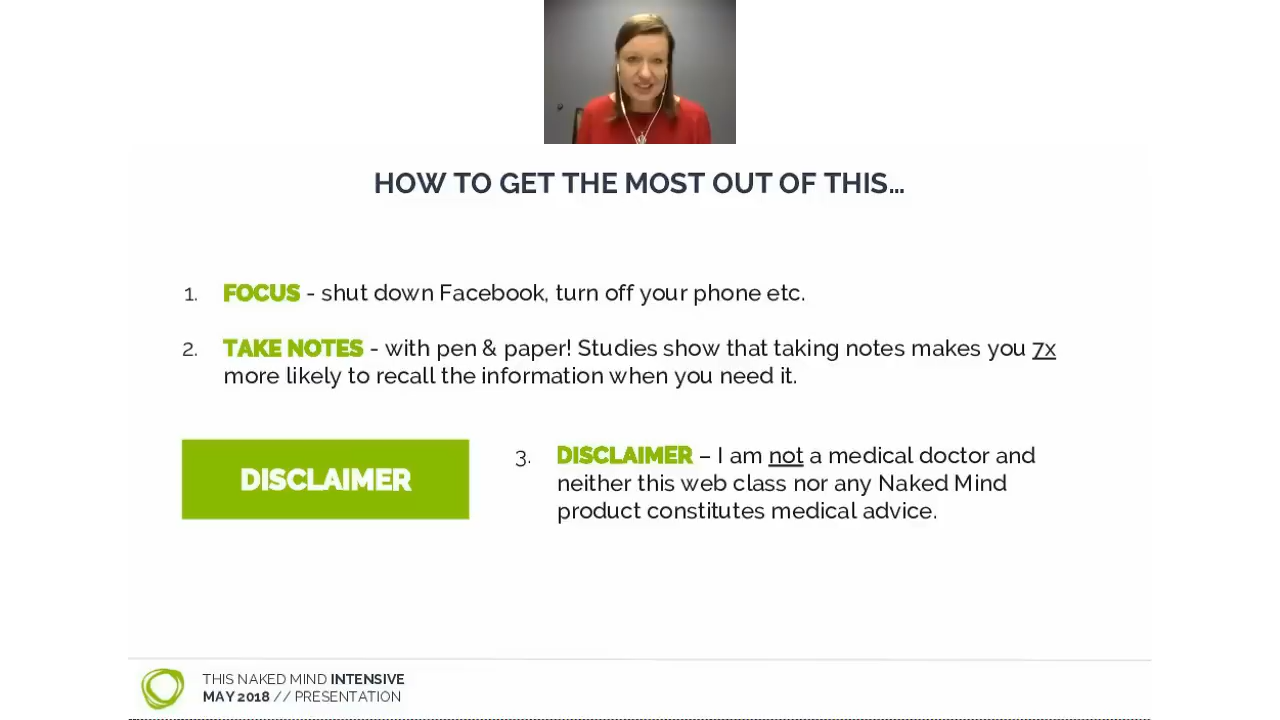 HOW TO GET THE MOST OUT OF THIS...
1. FOCUS - shut down Facebook, turn off your phone etc.
2. TAKE NOTES - with pen & paper! Studies show that taking notes makes you 7x
more likely to recall the information when you need it.
DISCLAIMER
3. DISCLAIMER – I am not a medical doctor and
neither this web class nor any Naked Mind
product constitutes medical advice.
THIS NAKED MIND INTENSIVE
MAY 2018 // PRESENTATION